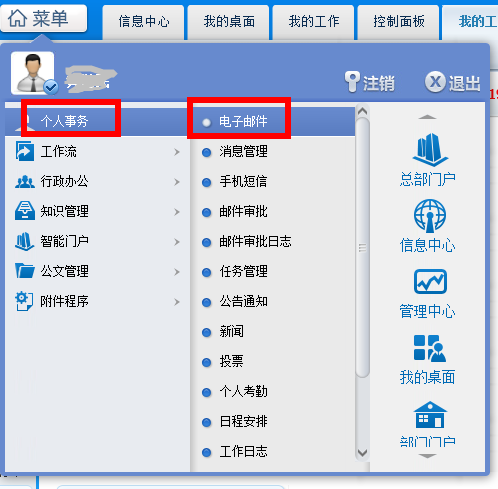 菜单
信息中心
我的桌面
我的工作
控制面板
我的工
注销
退出
个人事务
工作流
行政办公
知识管理
智能门户
公文管理
附件程序
电子邮件
消息管理
手机短信
邮件审批
邮件审批日志
任务管理
公告通知
新闻
投票
个人考勤
日程安排
工作日志
总部门户
信息中心
管理中心
我的桌面
部门门户